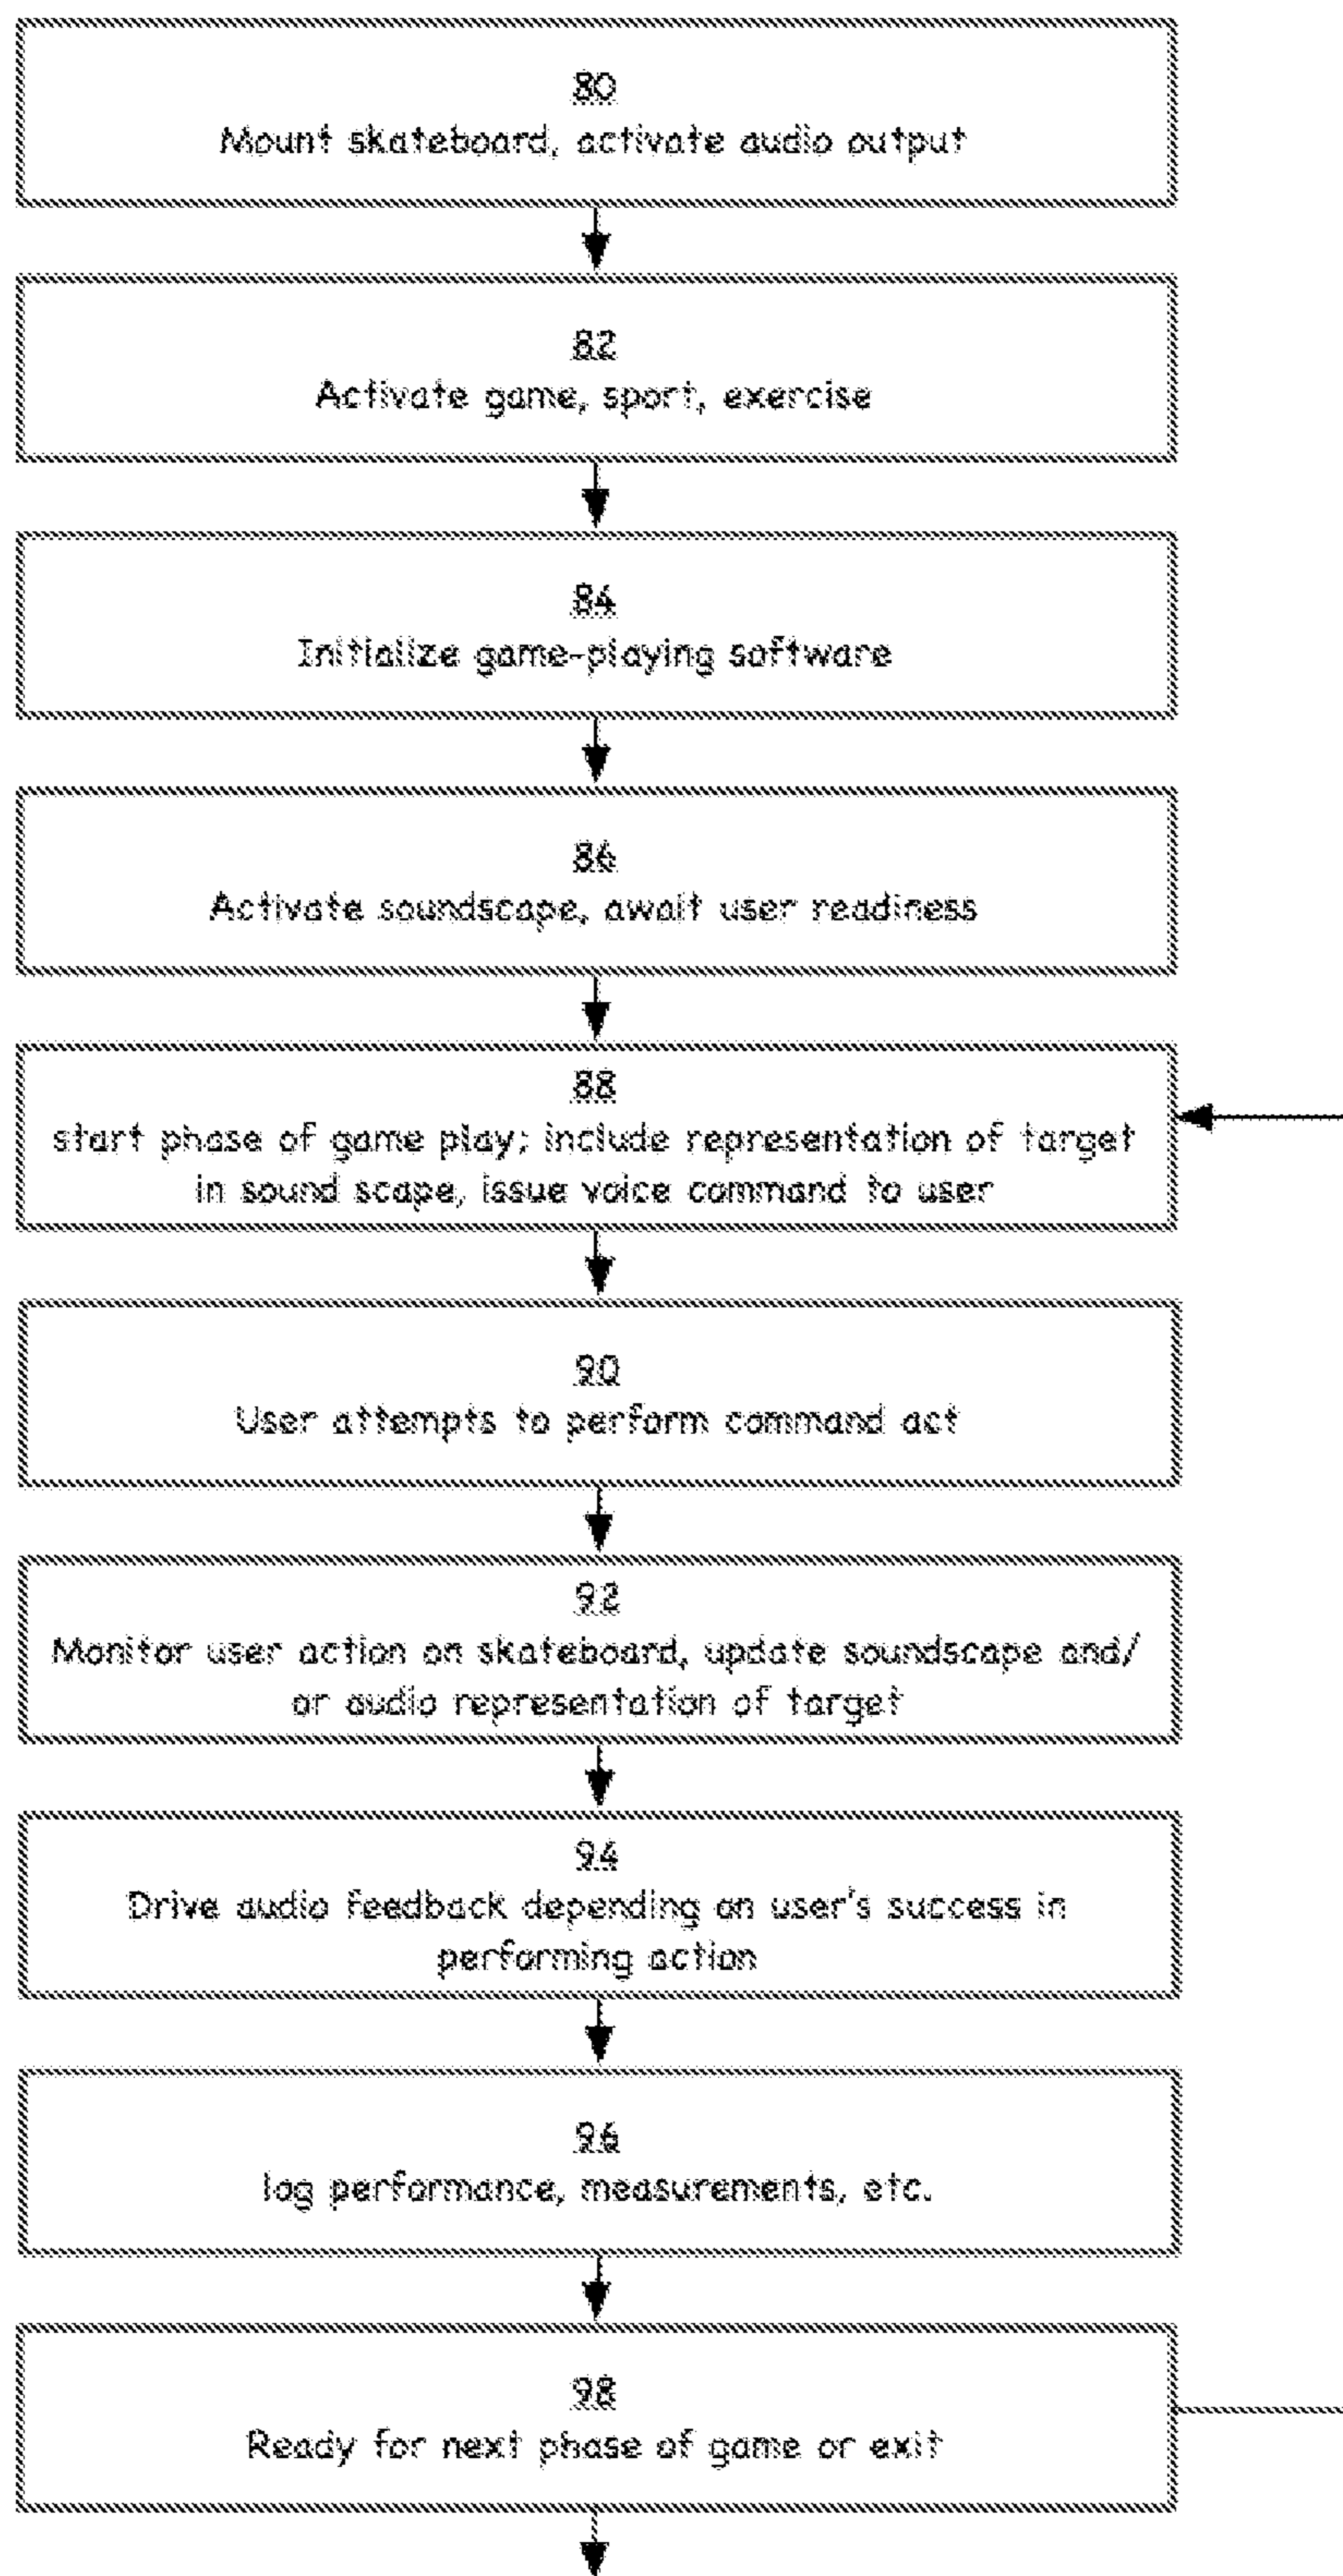 80
Mount skateboard, activate audio output
82
Activate game, sport, exercise
84
Initialize game-playing software
86
Activate soundscape, await user readiness
88
start phase of game play; include representation of target
in sound scape, issue voice command to user
90
User attempts to perform command act
92
Monitor user action on skateboard, update soundscape and/
or audio representation of target
94
Drive audio feedback depending on user's success in
performing action
96
log performance, measurements, etc.
98
Ready for next phase of game or exit